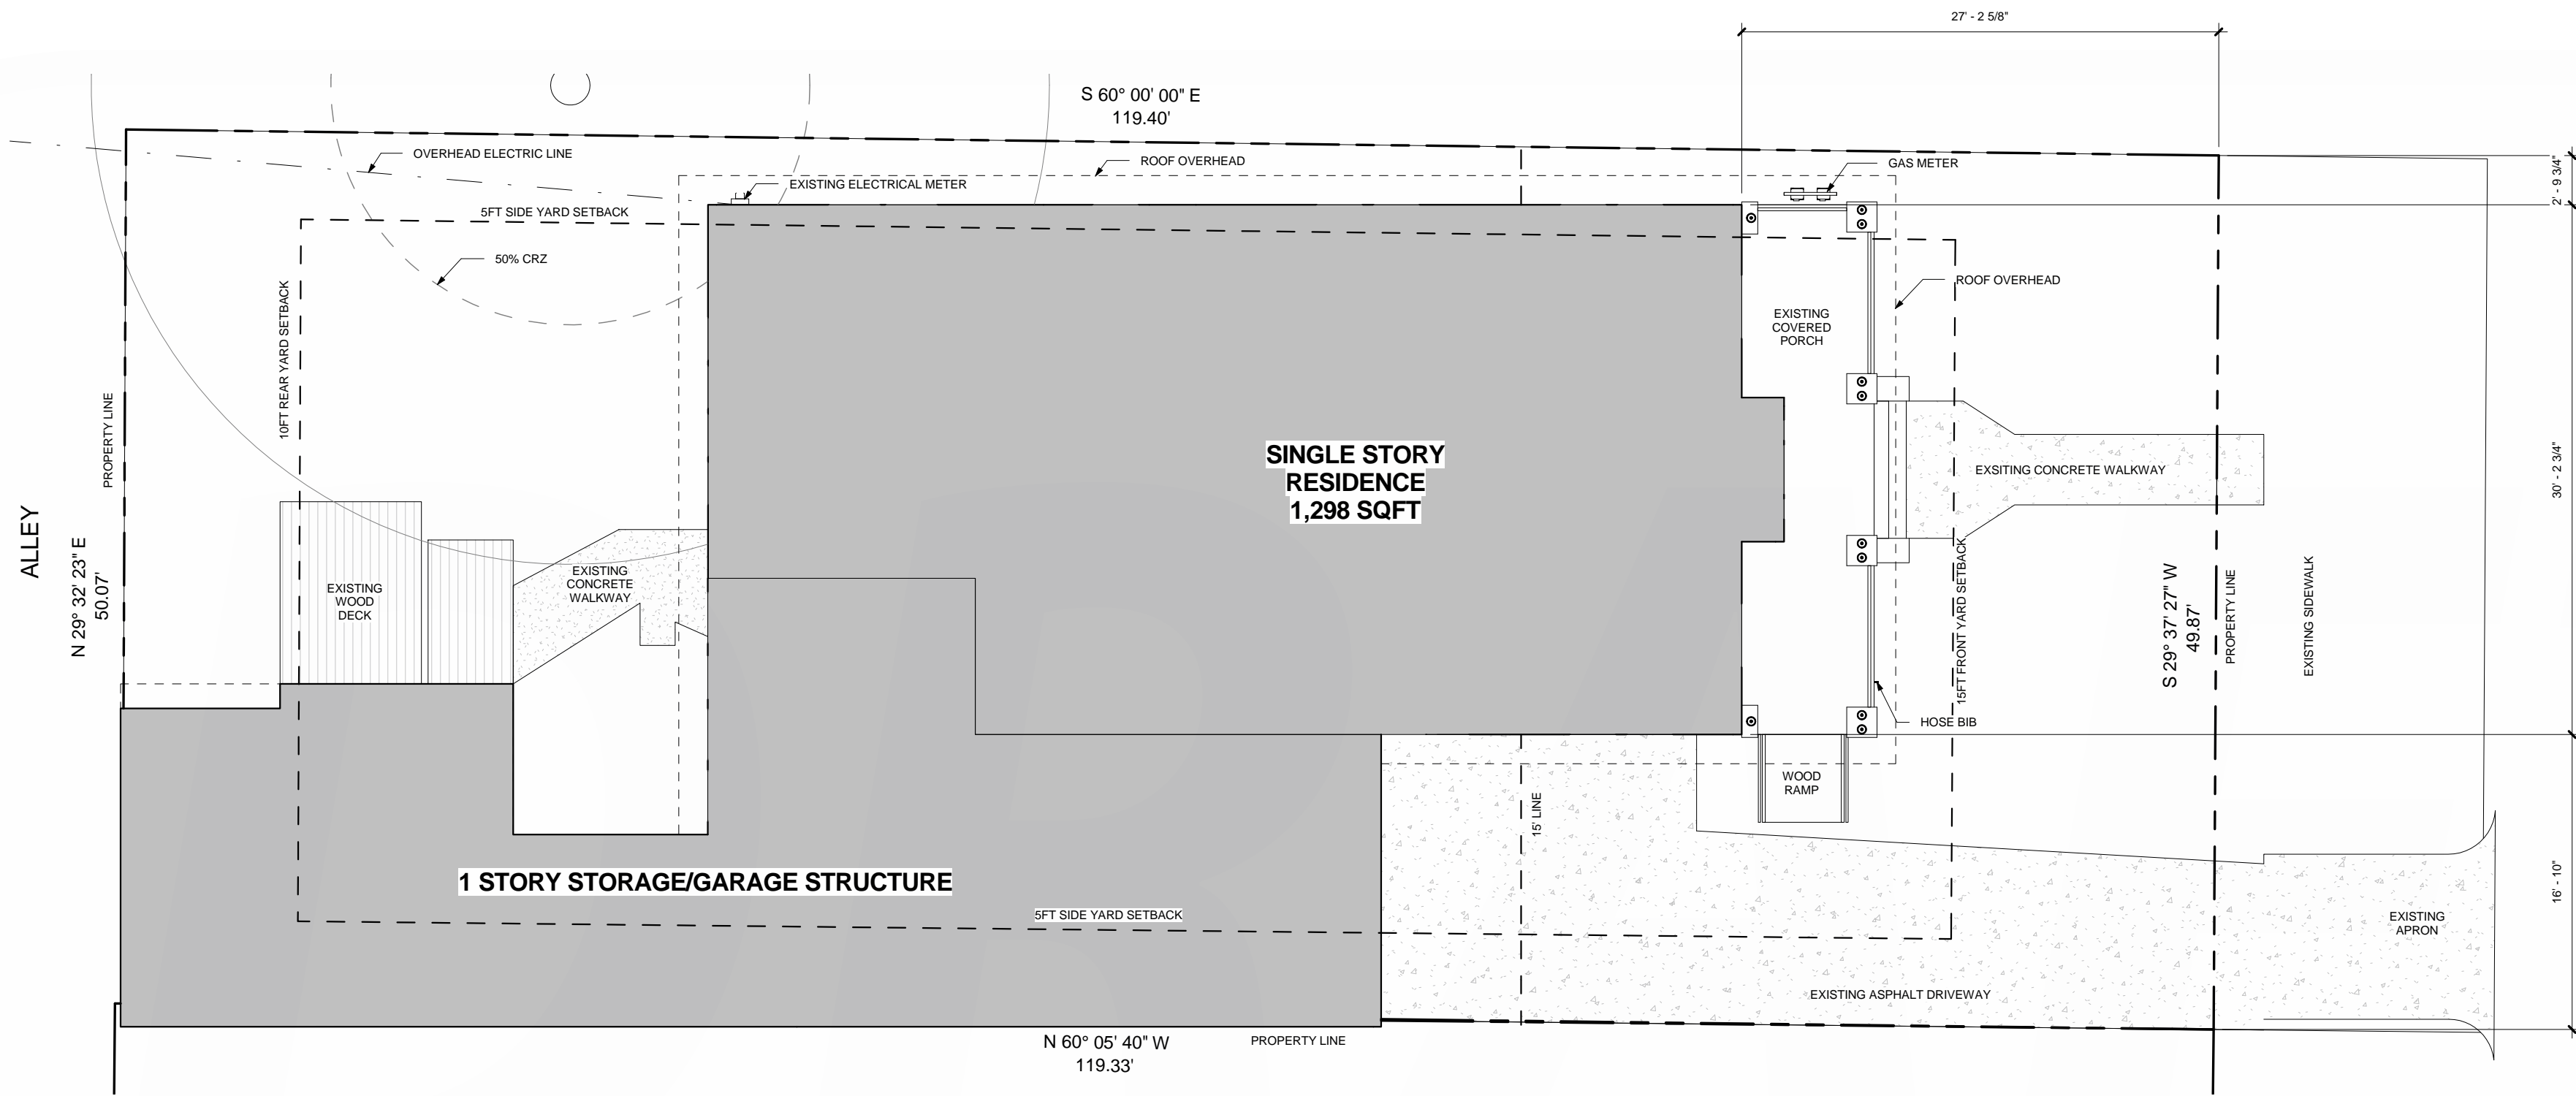 27' - 2 5/8"
S 60° 00' 00" E
119.40'
OVERHEAD ELECTRIC LINE
ROOF OVERHEAD
GAS METER
2' - 9 3/4"
EXISTING ELECTRICAL METER
5FT SIDE YARD SETBACK
50% CRZ
ROOF OVERHEAD
10FT REAR YARD SETBACK
EXISTING
COVERED
PORCH
PROPERTY LINE
SINGLE STORY
RESIDENCE
1,298 SQFT
EXSITING CONCRETE WALKWAY
30' - 2 3/4"
ALLEY
N 29° 32' 23" E
50.07'
EXISTING
WOOD
DECK
EXISTING
CONCRETE
WALKWAY
15FT FRONT YARD SETBACK
S 29° 37' 27" W
49.87'
PROPERTY LINE
EXISTING SIDEWALK
HOSE BIB
WOOD
RAMP
15' LINE
1 STORY STORAGE/GARAGE STRUCTURE
5FT SIDE YARD SETBACK
EXISTING
APRON
16' - 10"
EXISTING ASPHALT DRIVEWAY
N 60° 05' 40" W
119.33'
PROPERTY LINE